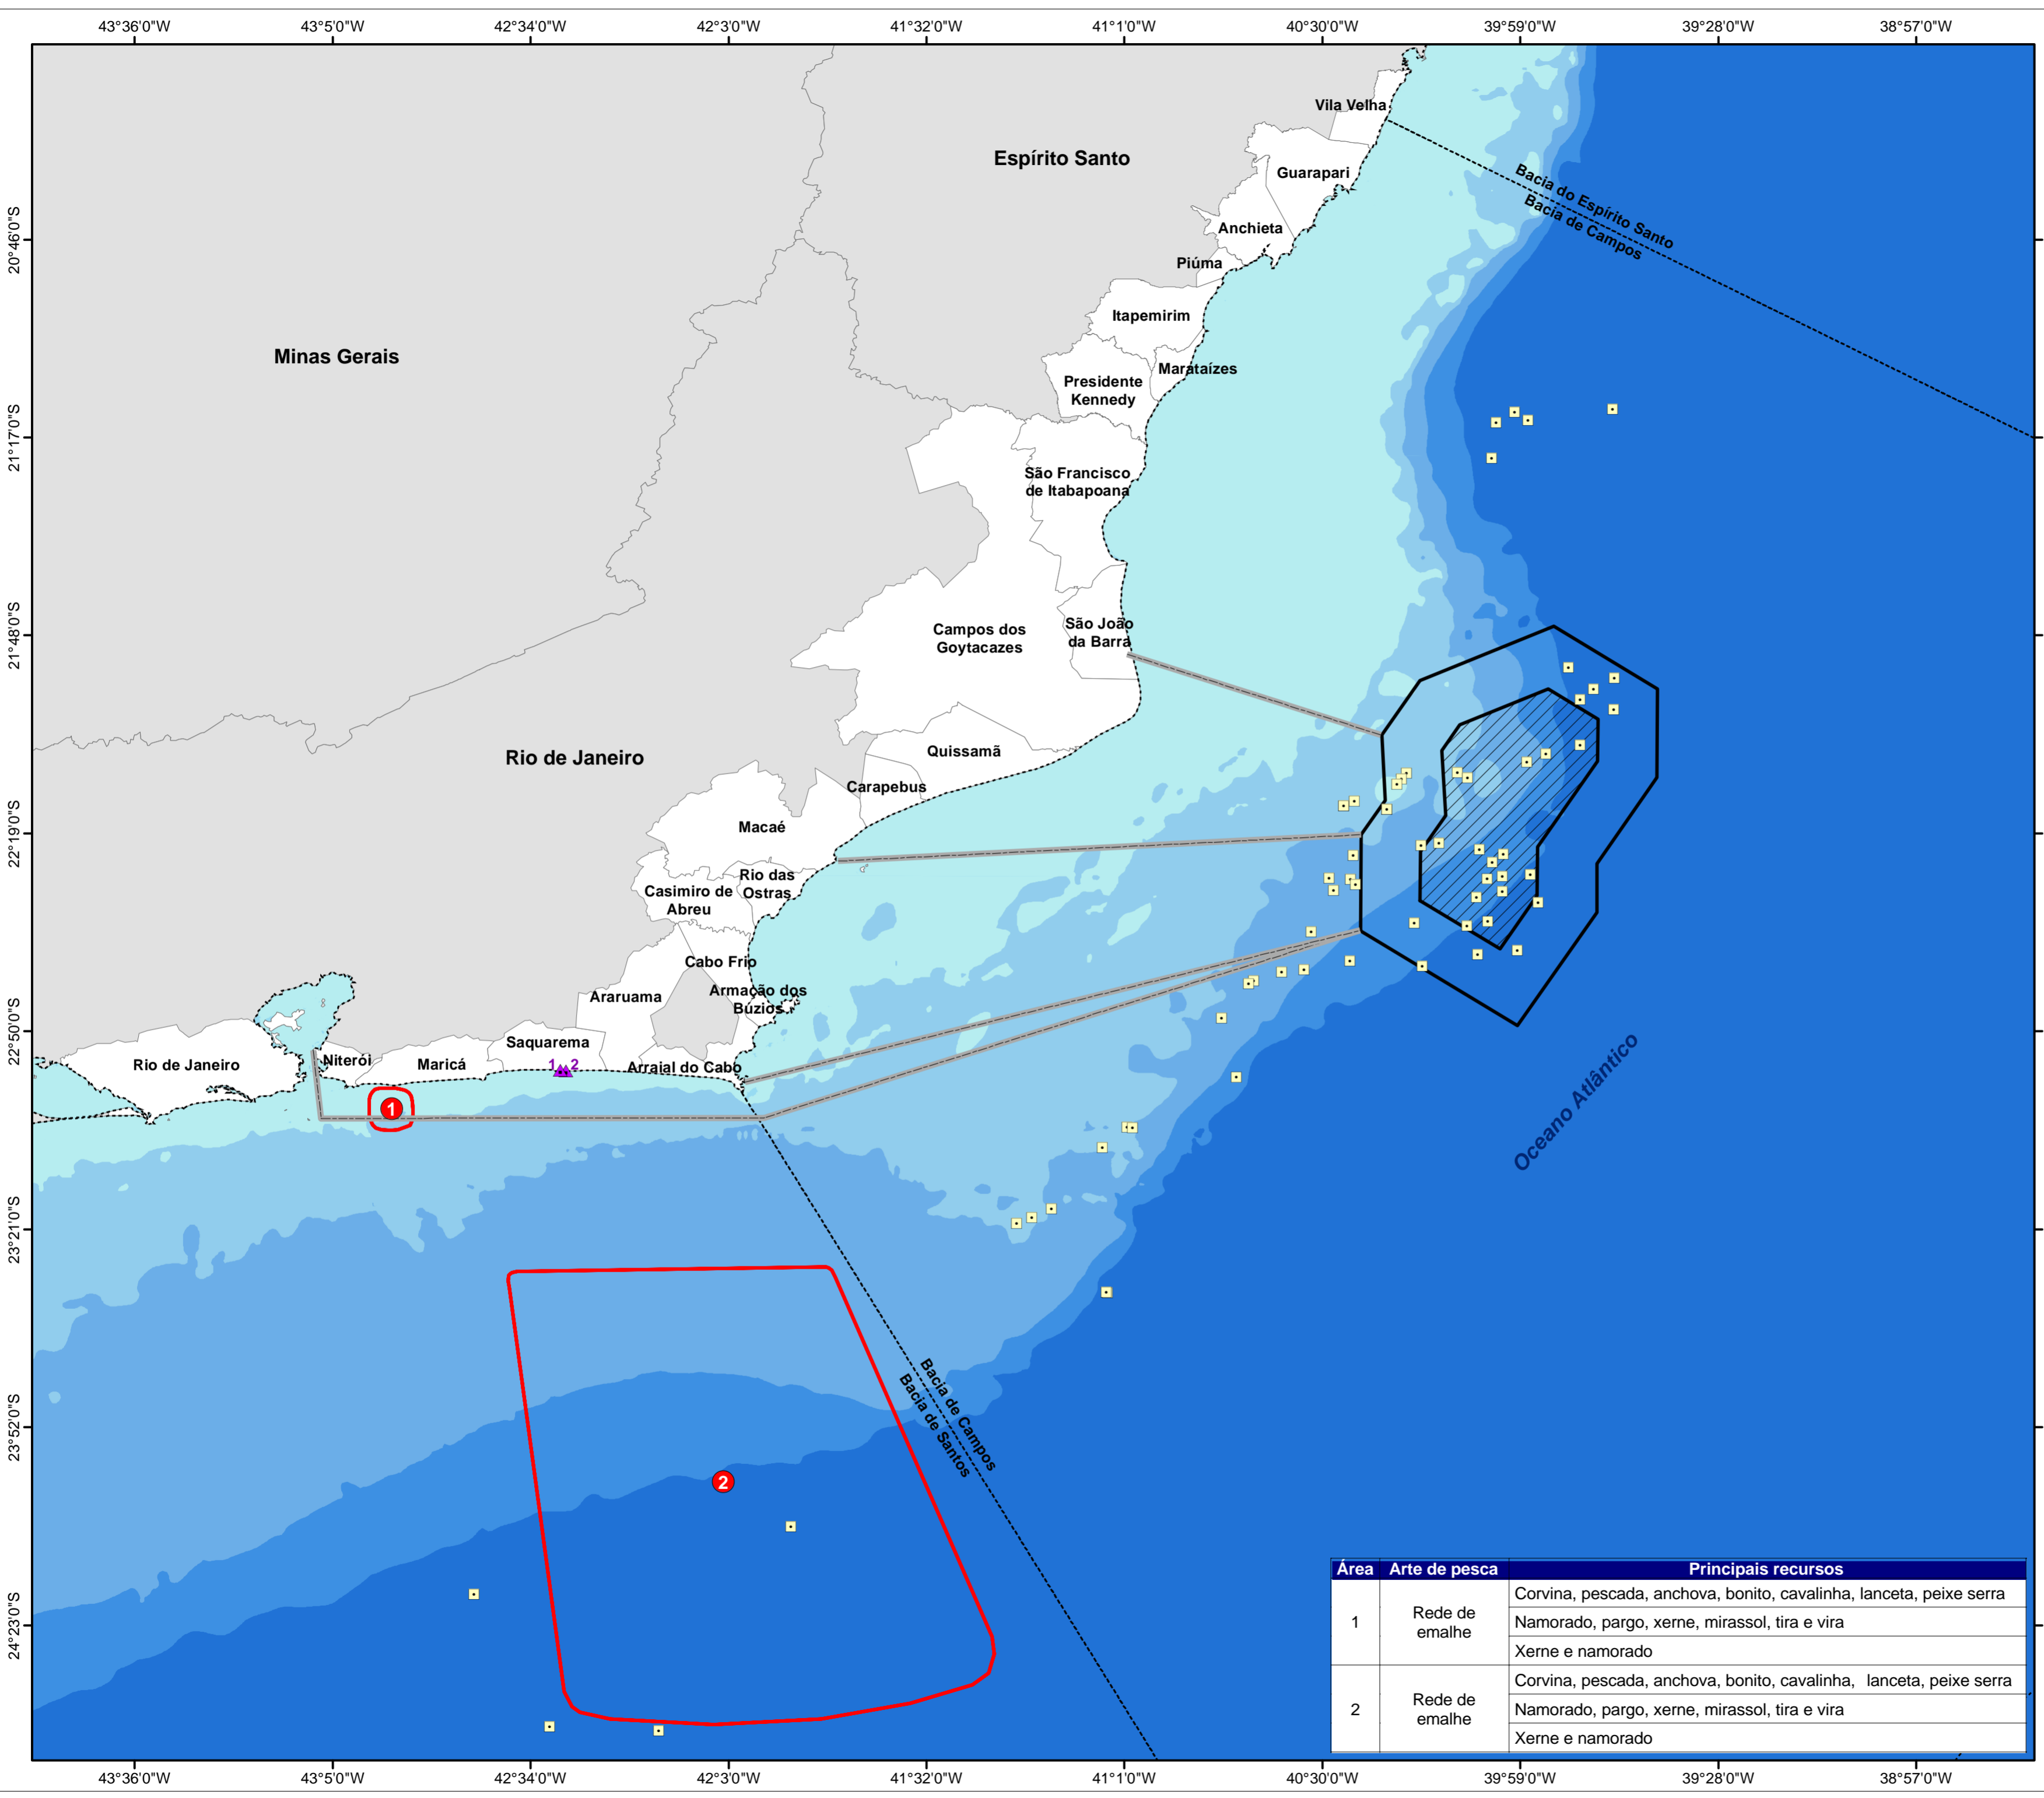 43°36'0"W 43°5'0"W 42°34'0"W 42°3'0"W 41°32'0"W 41°1'0"W 40°30'0"W 39°59'0"W 39°28'0"W 38°57'0"W
Vila Velha
Espírito Santo
Guarapari
Bacia do Espírito Santo
Bacia de Campos
20°46'0"S
Anchieta
Piúma
Itapemirim
Minas Gerais
Marataízes
Presidente
Kennedy
21°17'0"S
São Francisco
de Itabapoana
21°48'0"S
São João
da Barra
Campos dos
Goytacazes
Rio de Janeiro
Quissamã
Carapebus
Macaé
22°19'0"S
Rio das
Ostras
Casimiro de
Abreu
Cabo Frio
Armação dos
Búzios
Araruama
22°50'0"S
Saquarema
Rio de Janeiro
Niterói
Maricá
1 2
Arraial do Cabo
1
Oceano Atlântico
23°21'0"S
Bacia de Campos
Bacia de Santos
23°52'0"S
2
24°23'0"S
Área Arte de pesca Principais recursos
1 Rede de emalhe Corvina, pescada, anchova, bonito, cavalinha, lanceta, peixe serra
Namorado, pargo, xerne, mirassol, tira e vira
Xerne e namorado
2 Rede de emalhe Corvina, pescada, anchova, bonito, cavalinha, lanceta, peixe serra
Namorado, pargo, xerne, mirassol, tira e vira
Xerne e namorado
43°36'0"W 43°5'0"W 42°34'0"W 42°3'0"W 41°32'0"W 41°1'0"W 40°30'0"W 39°59'0"W 39°28'0"W 38°57'0"W